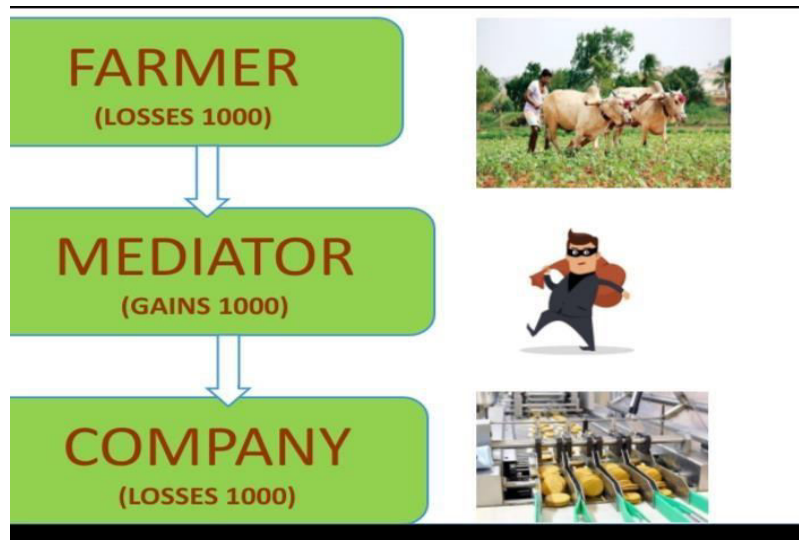 FARMER
(LOSSES 1000)
MEDIATOR
(GAINS 1000)
COMPANY
(LOSSES 1000)